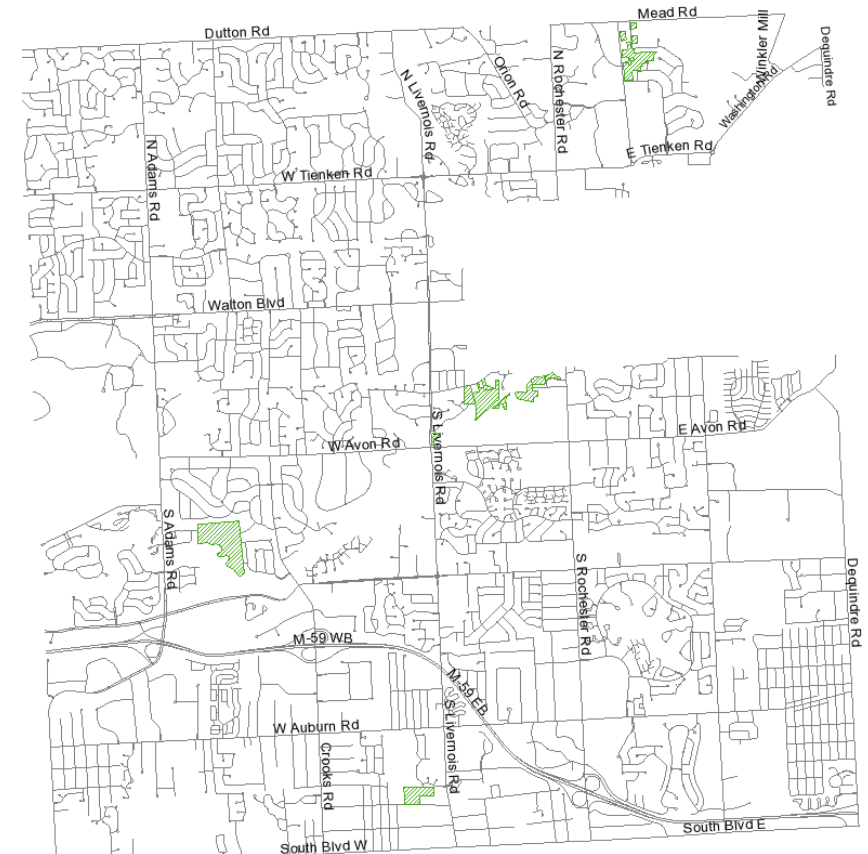 Mead Rd
Dutton Rd
N Livernois Rd
Orion Rd
N Rochester Rd
Winkler Mill
Washington Rd
Dequindre Rd
N Adams Rd
W Tienken Rd
E Tienken Rd
Walton Blvd
S Livernois Rd
W Avon Rd
E Avon Rd
S Adams Rd
S Rochester Rd
Dequindre Rd
M-59 WB
M-59 EB
S Livernois Rd
W Auburn Rd
Crooks Rd
South Blvd W
South Blvd E